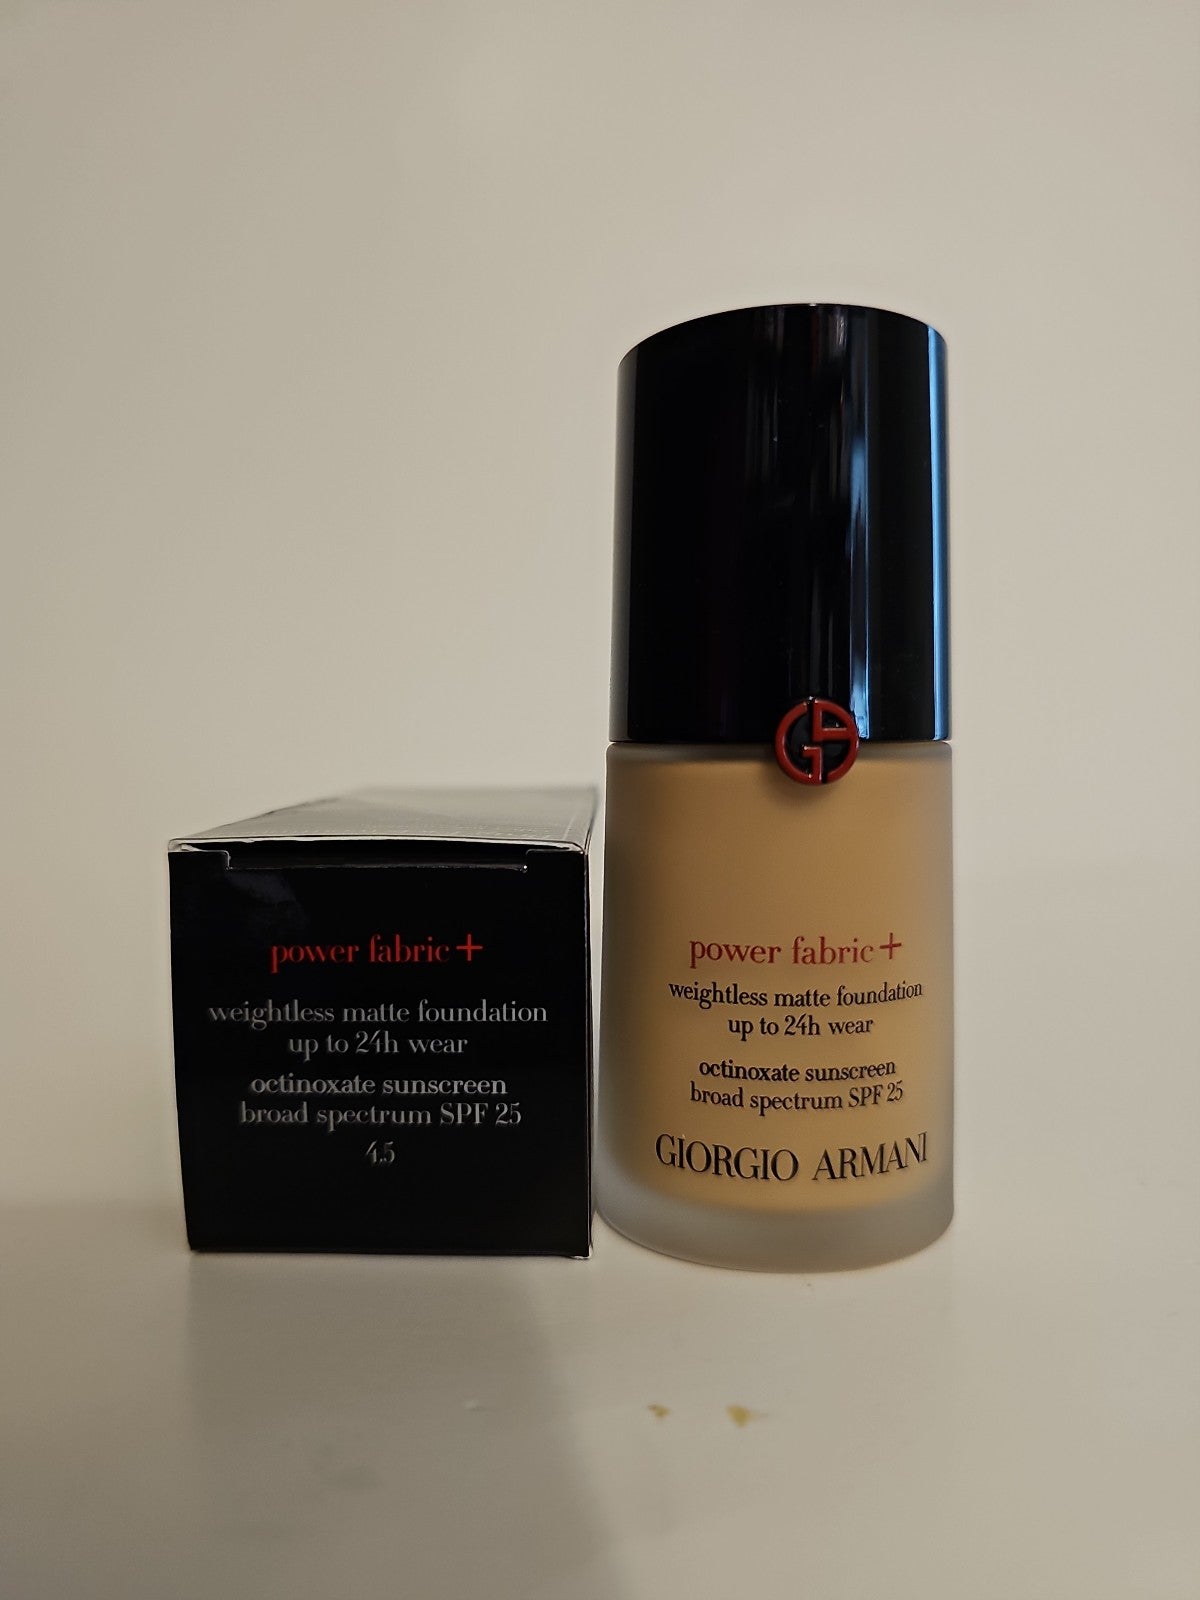 power fabric+
weightless matte foundation
up to 24h wear
octinoxate sunscreen
broad spectrum SPF 25
4.5
GA
power fabric+
weightless matte foundation
up to 24h wear
octinoxate sunscreen
broad spectrum SPF 25
GIORGIO ARMANI